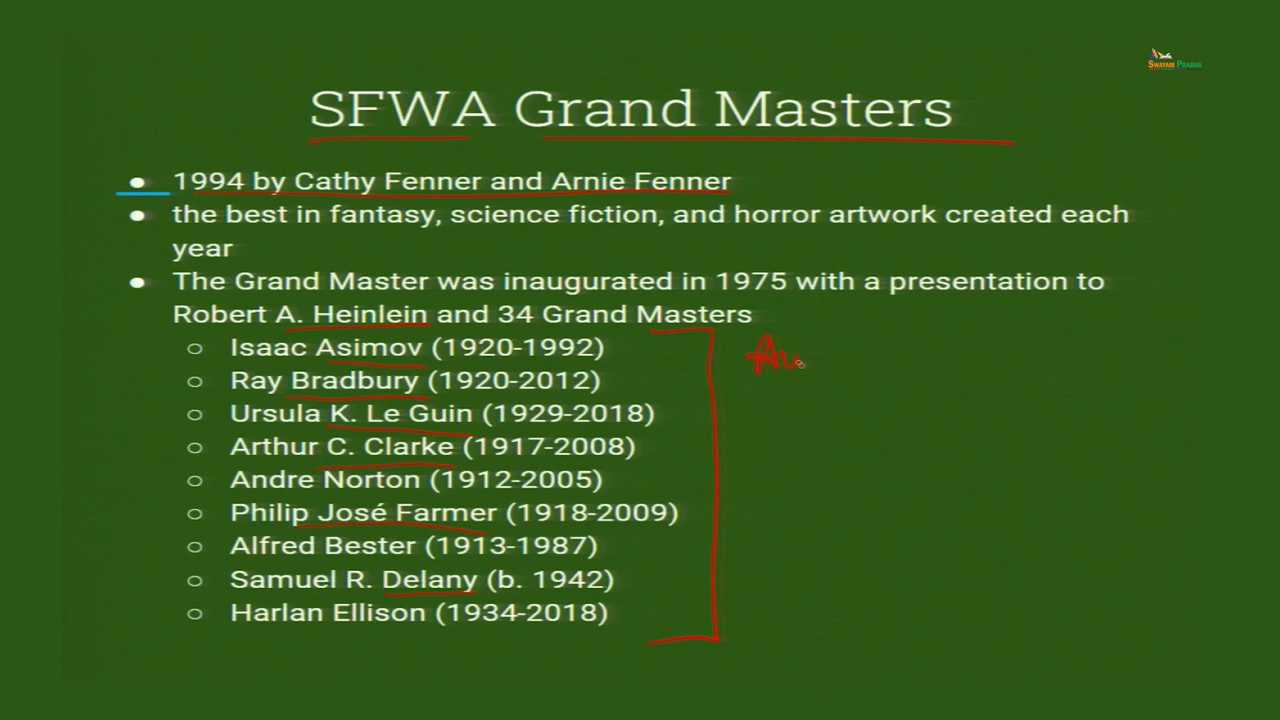 SWAYAM PRABHA
SFWA Grand Masters
● 1994 by Cathy Fenner and Arnie Fenner
● the best in fantasy, science fiction, and horror artwork created each
year
● The Grand Master was inaugurated in 1975 with a presentation to
Robert A. Heinlein and 34 Grand Masters
○ Isaac Asimov (1920-1992)
○ Ray Bradbury (1920-2012)
○ Ursula K. Le Guin (1929-2018)
○ Arthur C. Clarke (1917-2008)
○ Andre Norton (1912-2005)
○ Philip José Farmer (1918-2009)
○ Alfred Bester (1913-1987)
○ Samuel R. Delany (b. 1942)
○ Harlan Ellison (1934-2018)